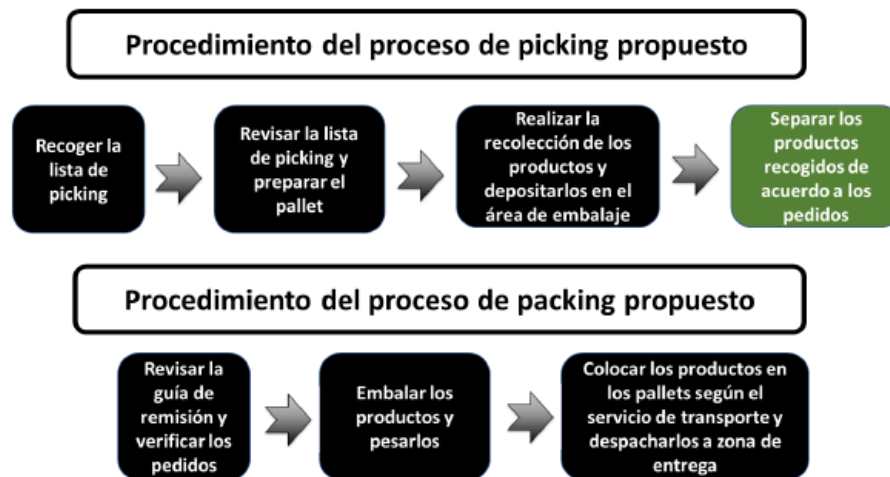 Procedimiento del proceso de picking propuesto
Recoger la
lista de
picking
Revisar la lista
de picking y
preparar el
pallet
Realizar la
recolección de los
productos y
depositarlos en el
área de embalaje
Separar los
productos
recogidos de
acuerdo a los
pedidos
Procedimiento del proceso de packing propuesto
Revisar la
guía de
remisión y
verificar los
pedidos
Embalar los
productos y
pesarlos
Colocar los productos en
los pallets según el
servicio de transporte y
despacharlos a zona de
entrega